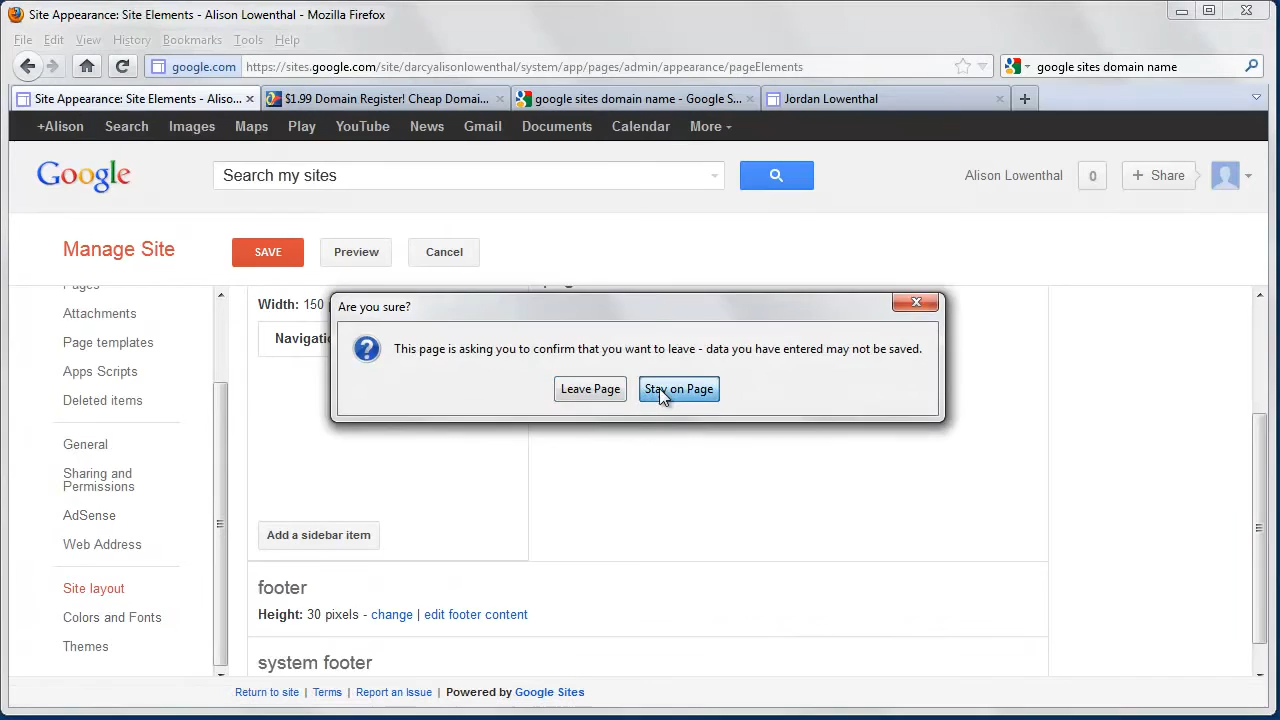 Site Appearance: Site Elements - Alison Lowenthal - Mozilla Firefox
File Edit View History Bookmarks Tools Help
google.com https://sites.google.com/site/darcyalisonlowenthal/system/app/pages/admin/appearance/pageElements google sites domain name
Site Appearance: Site Elements - Aliso... $1.99 Domain Register! Cheap Domai... google sites domain name - Google S... Jordan Lowenthal
+Alison Search Images Maps Play YouTube News Gmail Documents Calendar More
Google Search my sites Alison Lowenthal 0 + Share
Manage Site SAVE Preview Cancel
Pages
Width: 150
Are you sure?
Attachments
Navigatio
Page templates
This page is asking you to confirm that you want to leave - data you have entered may not be saved.
Apps Scripts
Leave Page Stay on Page
Deleted items
General
Sharing and
Permissions
AdSense
Add a sidebar item
Web Address
Site layout
footer
Height: 30 pixels - change | edit footer content
Colors and Fonts
Themes
system footer
Return to site | Terms | Report an Issue | Powered by Google Sites